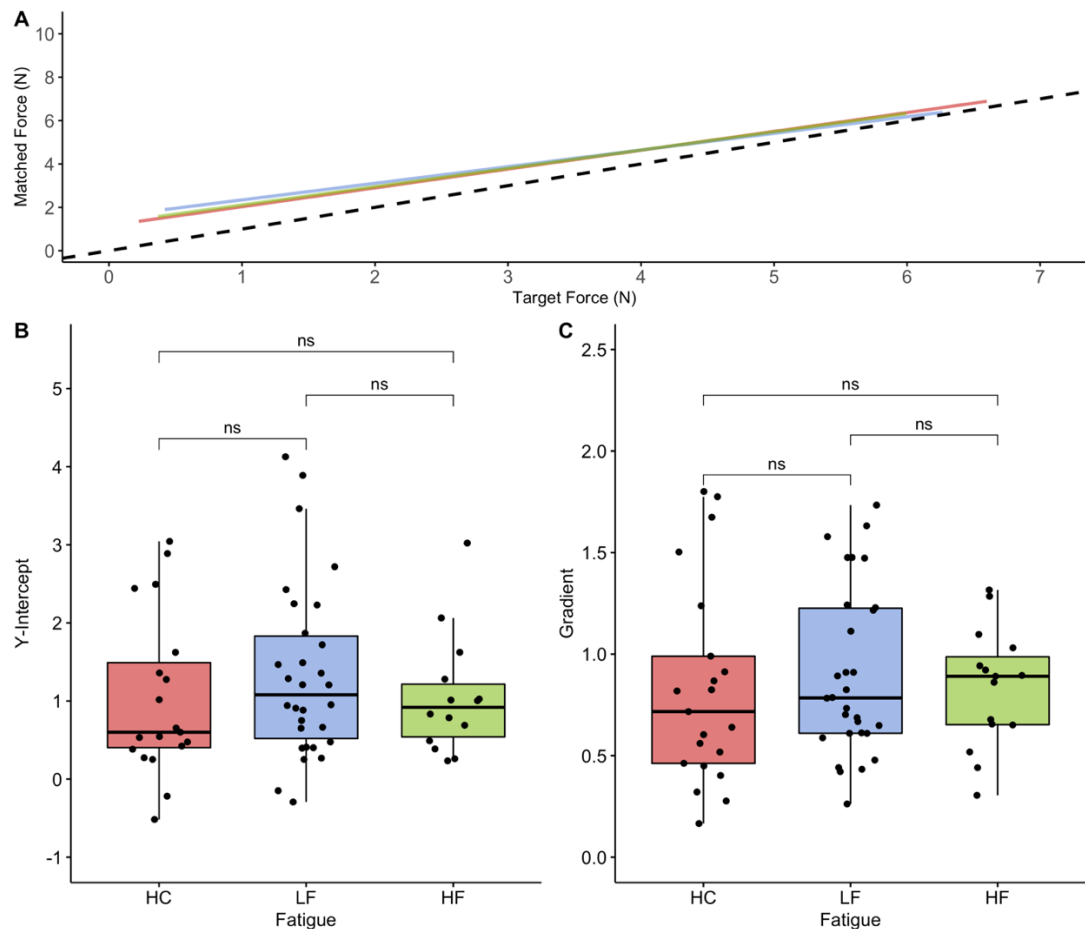 A
Matched Force (N)
10
8
6
4
2
0
0 1 2 3 4 5 6 7
Target Force (N)
B
Y-Intercept
5
4
3
2
1
0
-1
ns
ns
ns
HC LF HF
Fatigue
C
Gradient
2.5
2.0
1.5
1.0
0.5
0.0
ns
ns
ns
HC LF HF
Fatigue